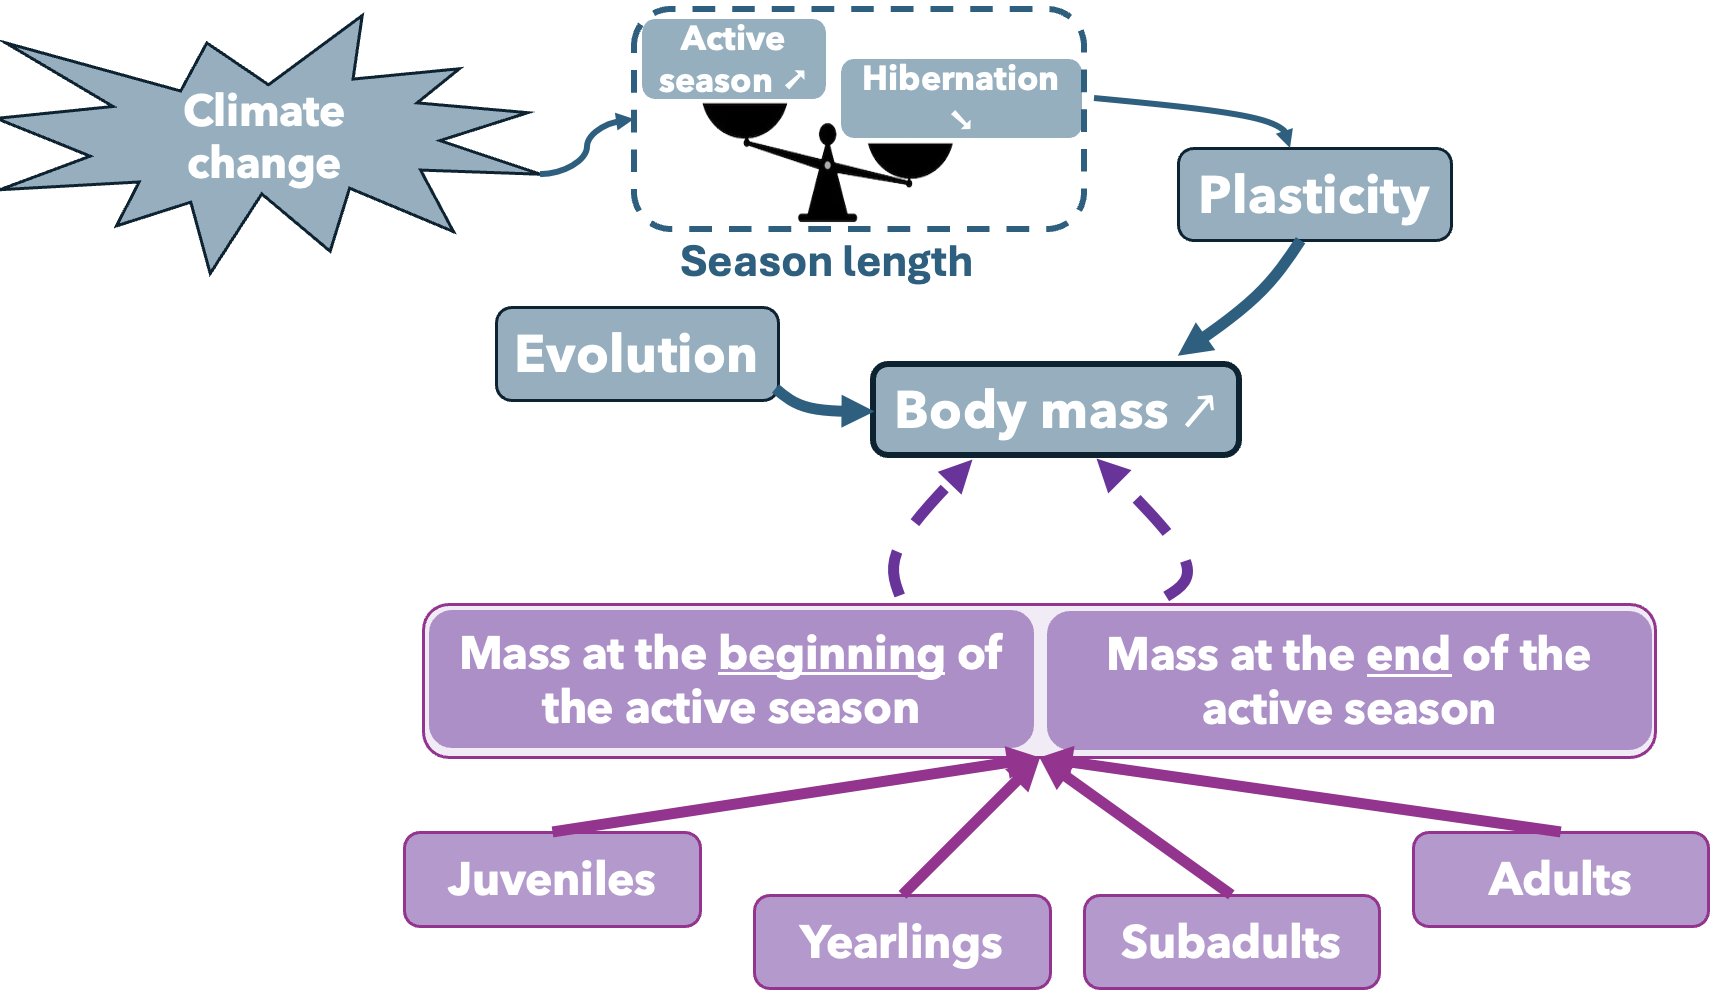 Climate
change
Active
season ↗
Hibernation
↘
Season length
Plasticity
Evolution
Body mass ↗
Mass at the beginning of
the active season
Mass at the end of the
active season
Juveniles
Yearlings
Subadults
Adults